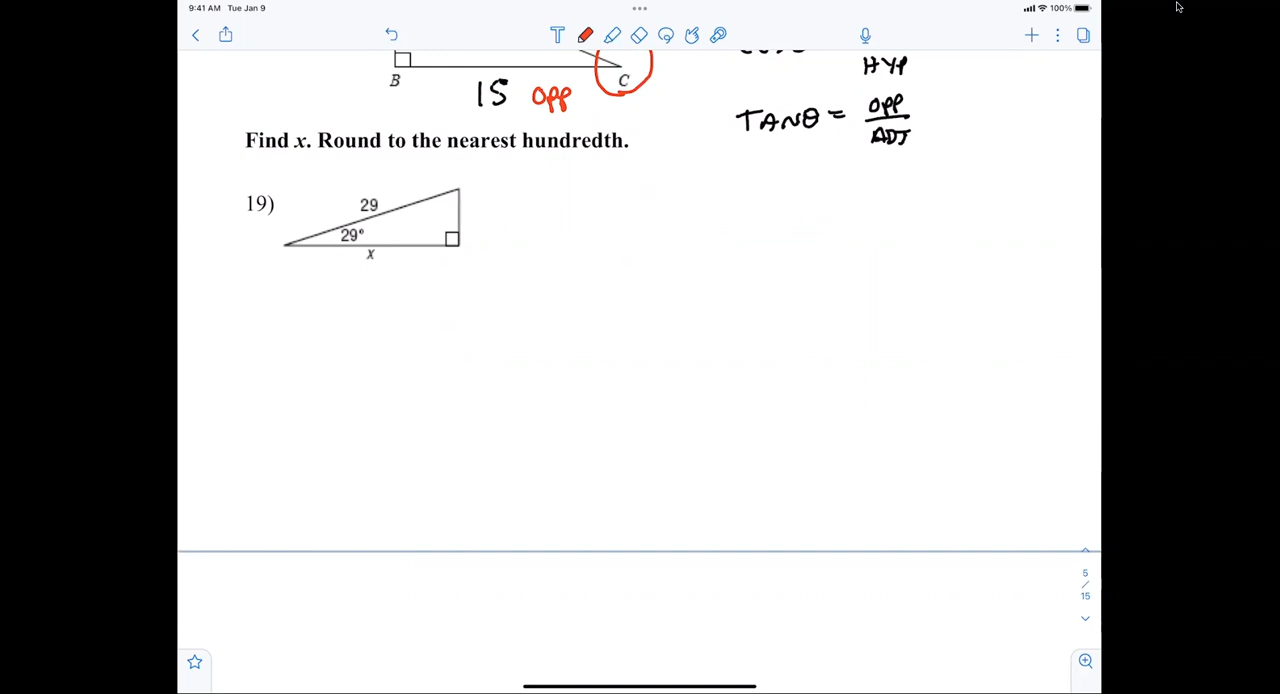 9:41 AM Tue Jan 9
100%
T
HYP
B
C
15 OPP
TANθ = OPP
ADJ
Find x. Round to the nearest hundredth.
19)
29
29°
x
5
/
15